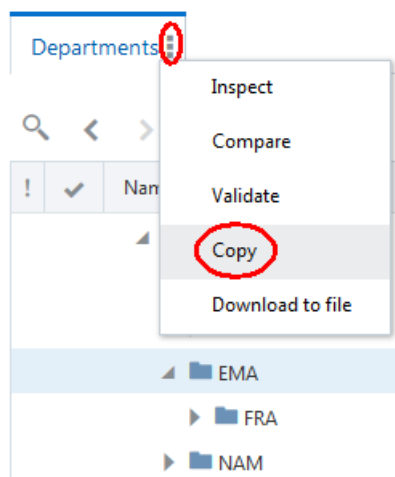 Departments
Inspect
Compare
! Nam
Validate
Copy
Download to file
EMA
FRA
NAM